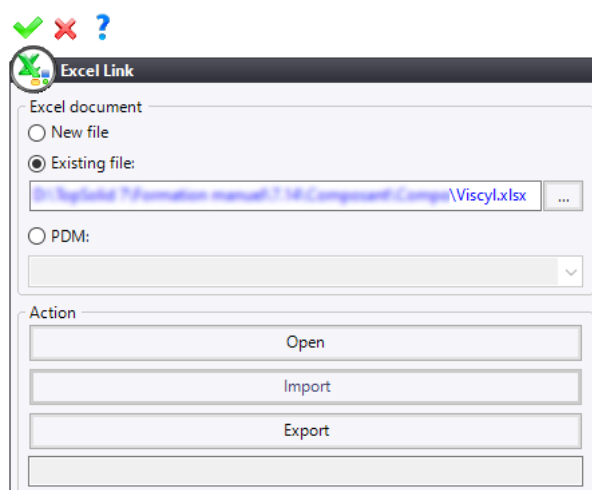 ?
Excel Link
Excel document
New file
Existing file:
\Viscyl.xlsx ...
PDM:
Action
Open
Import
Export